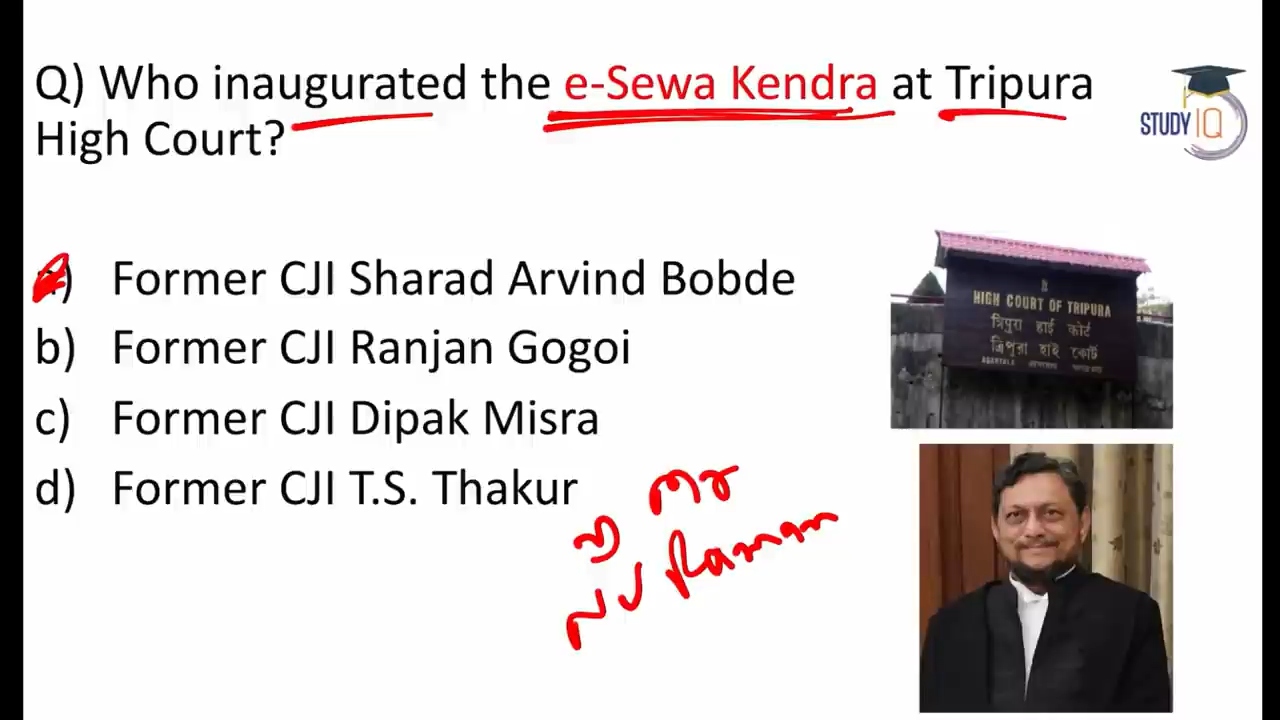 Q) Who inaugurated the e-Sewa Kendra at Tripura
High Court?
STUDY IQ
a) Former CJI Sharad Arvind Bobde
b) Former CJI Ranjan Gogoi
c) Former CJI Dipak Misra
d) Former CJI T.S. Thakur
HIGH COURT OF TRIPURA
त्रिपुरा हाई कोर्ट
ত্রিপুরা হাই কোর্ট
NV Raman